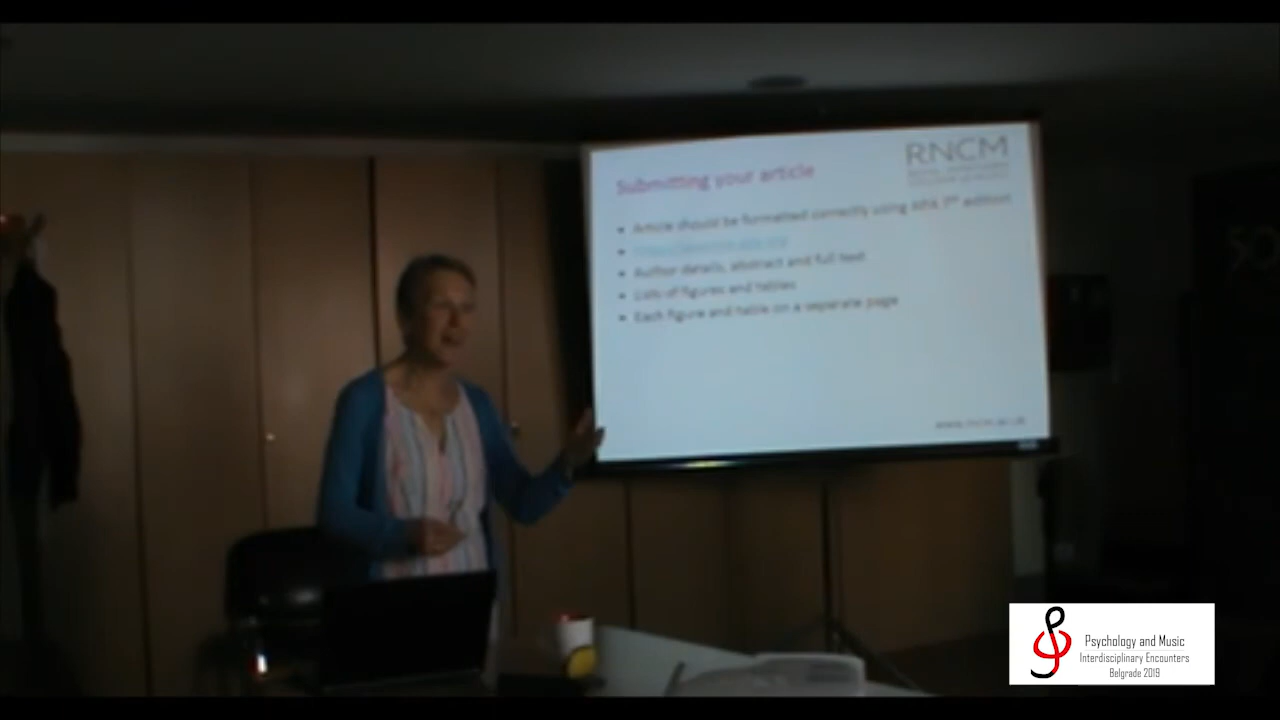 RNCM
Submitting your article
Article should be formatted correctly using APA 7th edition
Author details, abstract and full text
Lists of figures and tables
Each figure and table on a separate page
www.rncm.ac.uk
Psychology and Music
Interdisciplinary Encounters
Belgrade 2019